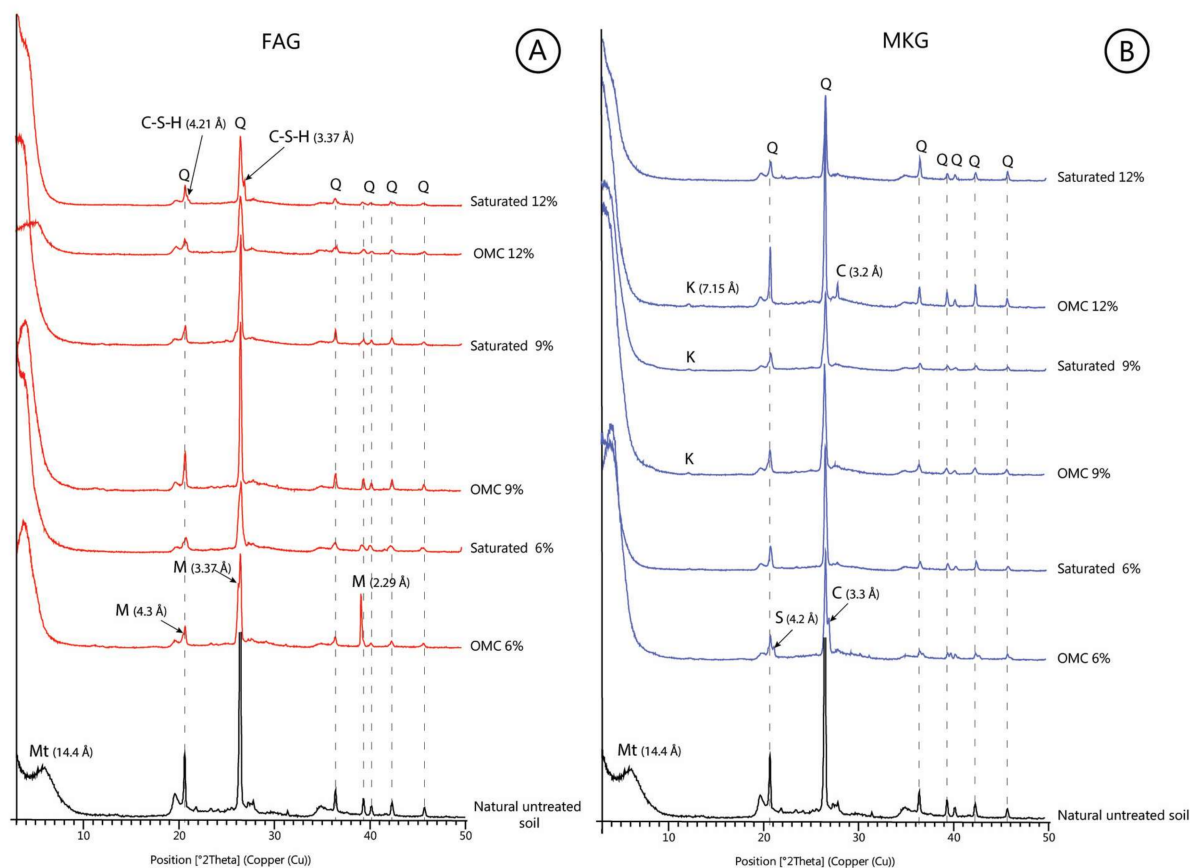 FAG
A
C-S-H (4.21 Å)
Q
C-S-H (3.37 Å)
Q
Q
Q
Q
Q
Q
Saturated 12%
OMC 12%
Saturated 9%
OMC 9%
Saturated 6%
M (3.37Å)
M (2.29 Å)
M (4.3 Å)
OMC 6%
Mt (14.4 Å)
Natural untreated
soil
10 20 30 40 50
Position [°2Theta] (Copper (Cu))
MKG
B
Q
Q
Q
Q
Q
Q
Q
Saturated 12%
K (7.15 Å)
C (3.2 Å)
OMC 12%
K
Saturated 9%
K
OMC 9%
Saturated 6%
C (3.3 Å)
S (4.2 Å)
OMC 6%
Mt (14.4 Å)
Natural untreated soil
10 20 30 40 50
Position [°2Theta] (Copper (Cu))